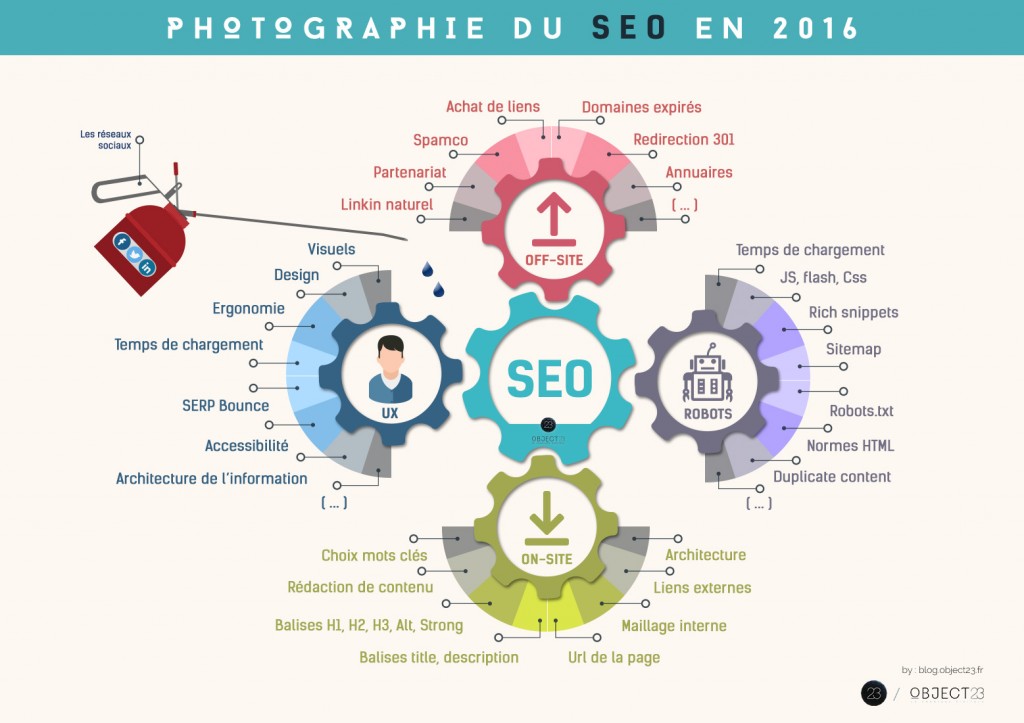 PHOTOGRAPHIE DU SEO EN 2016
Les réseaux
sociaux
Achat de liens
Domaines expirés
Spamco
Redirection 301
Partenariat
Annuaires
Linkin naturel
(...)
OFF-SITE
Visuels
Design
Ergonomie
Temps de chargement
SERP Bounce
Accessibilité
Architecture de l'information
(...)
UX
SEO
23
OBJECT23
Temps de chargement
JS, flash, Css
Rich snippets
Sitemap
Robots.txt
Normes HTML
Duplicate content
(...)
ROBOTS
ON-SITE
Choix mots clés
Architecture
Rédaction de contenu
Liens externes
Balises H1, H2, H3, Alt, Strong
Maillage interne
Balises title, description
Url de la page
by : blog.object23.fr
23 / OBJECT23